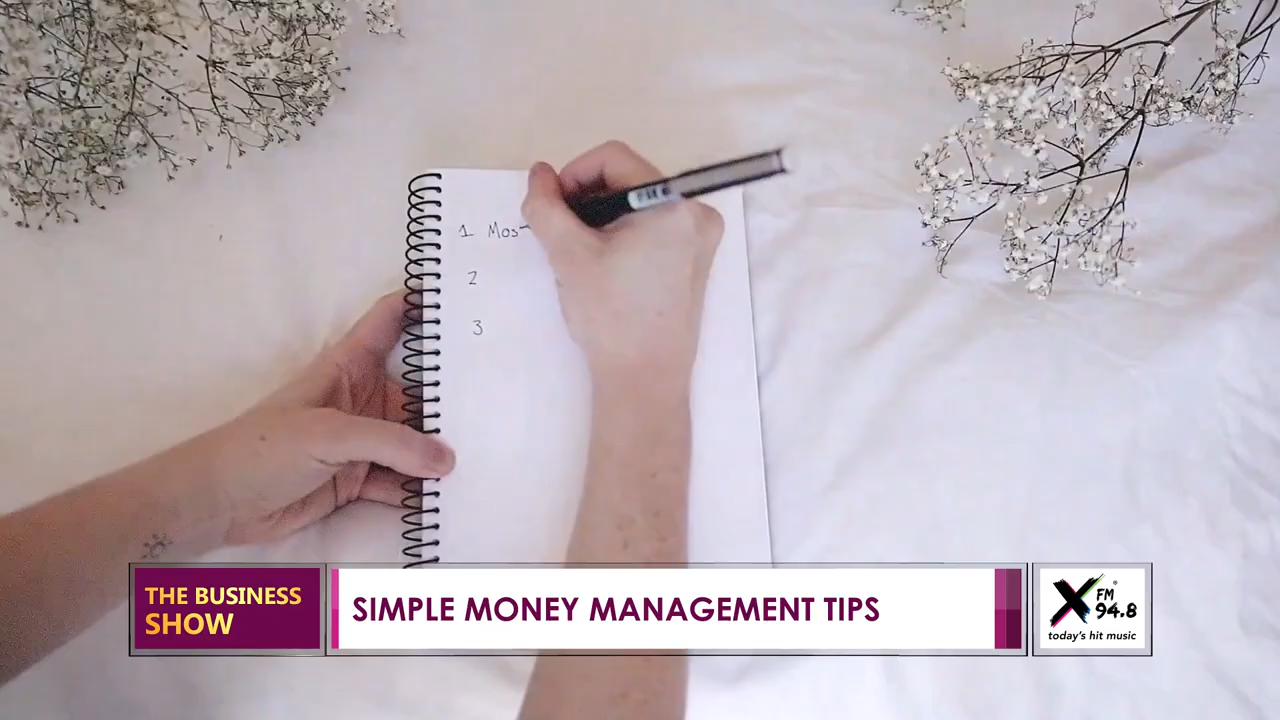 1 Most
2
3
THE BUSINESS
SHOW
SIMPLE MONEY MANAGEMENT TIPS
X FM ®
94.8
today's hit music